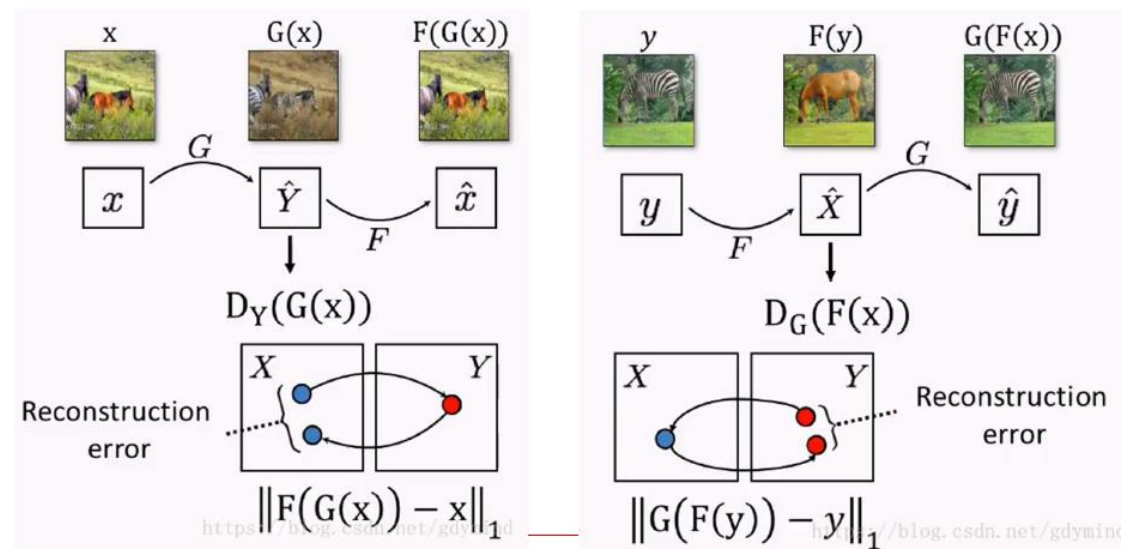 x G(x) F(G(x))
G
x Ŷ x̂
F
D_Y(G(x))
X Y
Reconstruction
error
‖F(G(x)) − x‖₁
https://blog.csdn.net/gdymind
y F(y) G(F(x))
G
y X̂ ŷ
F
D_G(F(x))
X Y
Reconstruction
error
‖G(F(y)) − y‖₁
https://blog.csdn.net/gdymind